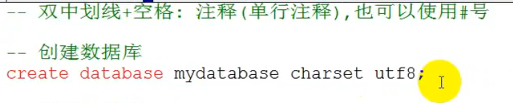 -- 双中划线+空格: 注释(单行注释),也可以使用#号
-- 创建数据库
create database mydatabase charset utf8;